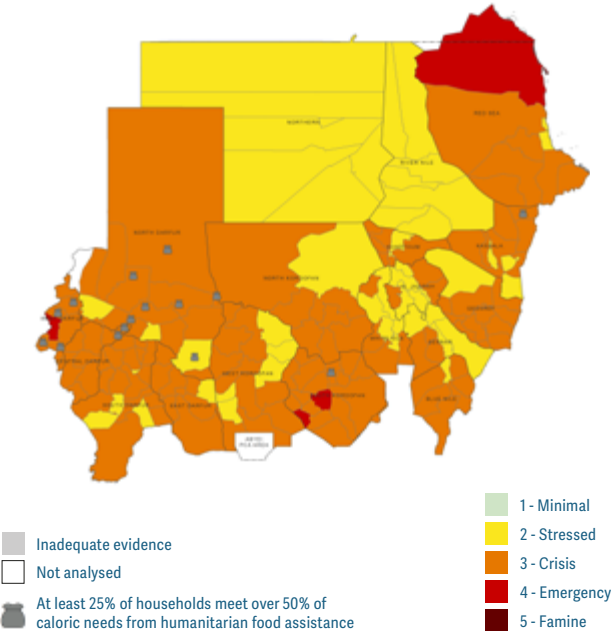 NORTHERN
RED SEA
RIVER NILE
NORTH DARFUR
NORTH KORDOFAN
KASSALA
GEDAREF
CENTRAL DARFUR
WEST KORDOFAN
SENNAR
BLUE NILE
SOUTH DARFUR
EAST DARFUR
KORDOFAN
ABYEI
PCA AREA
1 - Minimal
2 - Stressed
3 - Crisis
4 - Emergency
5 - Famine
Inadequate evidence
Not analysed
At least 25% of households meet over 50% of
caloric needs from humanitarian food assistance